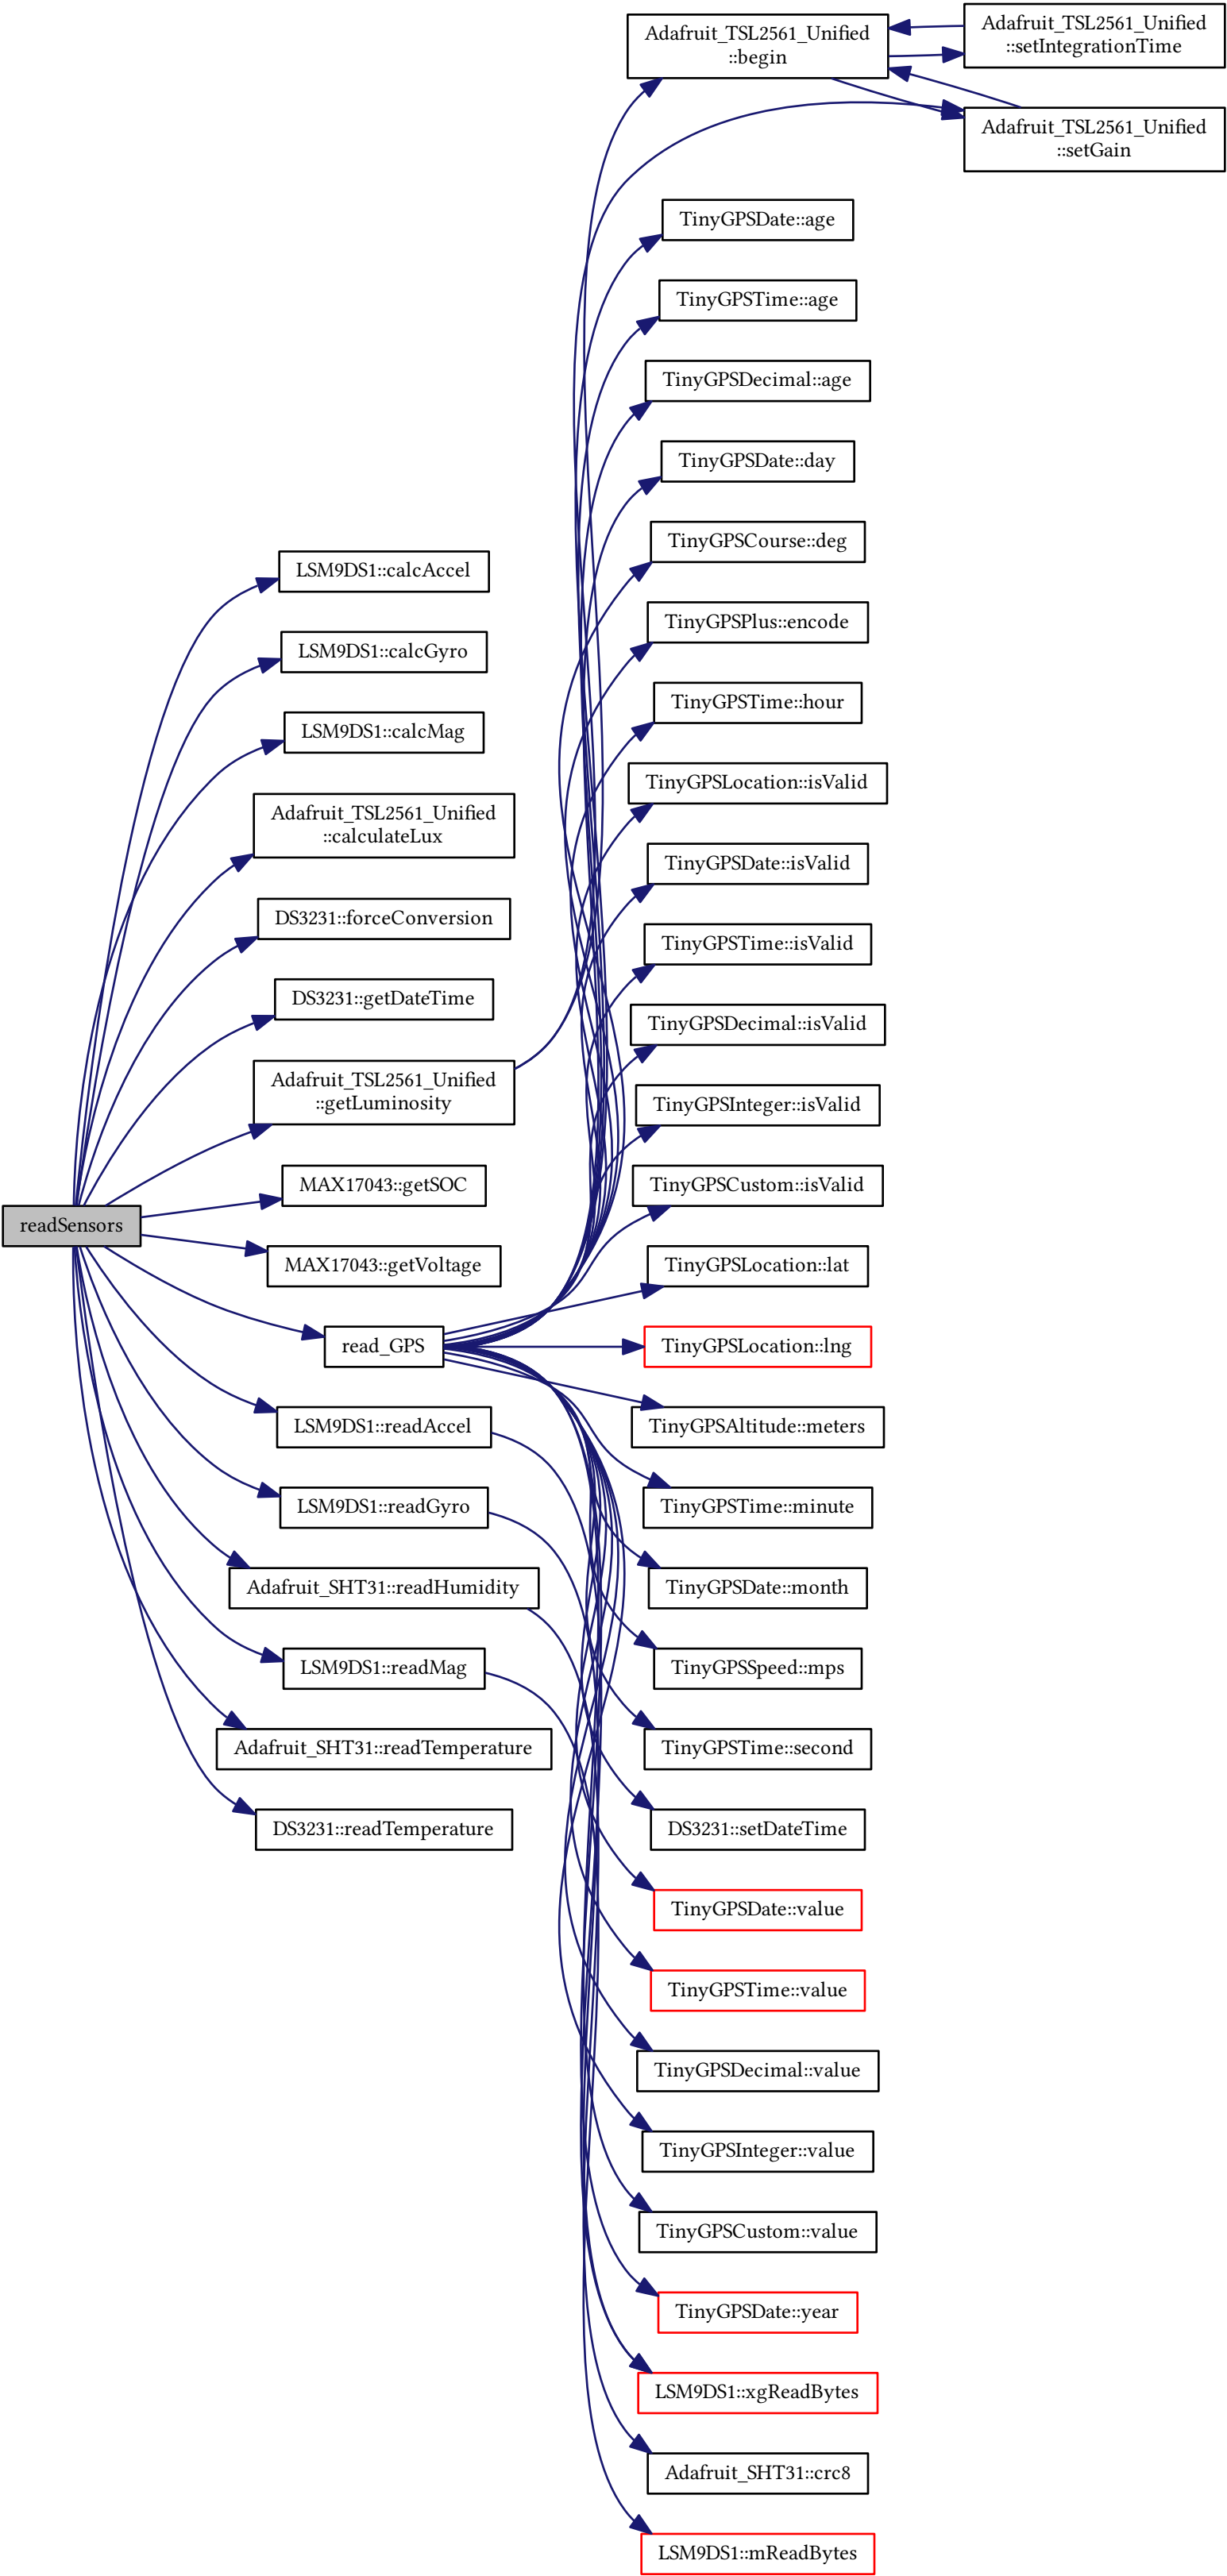 readSensors
LSM9DS1::calcAccel
LSM9DS1::calcGyro
LSM9DS1::calcMag
Adafruit_TSL2561_Unified
::calculateLux
DS3231::forceConversion
DS3231::getDateTime
Adafruit_TSL2561_Unified
::getLuminosity
MAX17043::getSOC
MAX17043::getVoltage
read_GPS
LSM9DS1::readAccel
LSM9DS1::readGyro
Adafruit_SHT31::readHumidity
LSM9DS1::readMag
Adafruit_SHT31::readTemperature
DS3231::readTemperature
Adafruit_TSL2561_Unified
::begin
TinyGPSDate::age
TinyGPSTime::age
TinyGPSDecimal::age
TinyGPSDate::day
TinyGPSCourse::deg
TinyGPSPlus::encode
TinyGPSTime::hour
TinyGPSLocation::isValid
TinyGPSDate::isValid
TinyGPSTime::isValid
TinyGPSDecimal::isValid
TinyGPSInteger::isValid
TinyGPSCustom::isValid
TinyGPSLocation::lat
TinyGPSLocation::lng
TinyGPSAltitude::meters
TinyGPSTime::minute
TinyGPSDate::month
TinyGPSSpeed::mps
TinyGPSTime::second
DS3231::setDateTime
TinyGPSDate::value
TinyGPSTime::value
TinyGPSDecimal::value
TinyGPSInteger::value
TinyGPSCustom::value
TinyGPSDate::year
LSM9DS1::xgReadBytes
Adafruit_SHT31::crc8
LSM9DS1::mReadBytes
Adafruit_TSL2561_Unified
::setIntegrationTime
Adafruit_TSL2561_Unified
::setGain